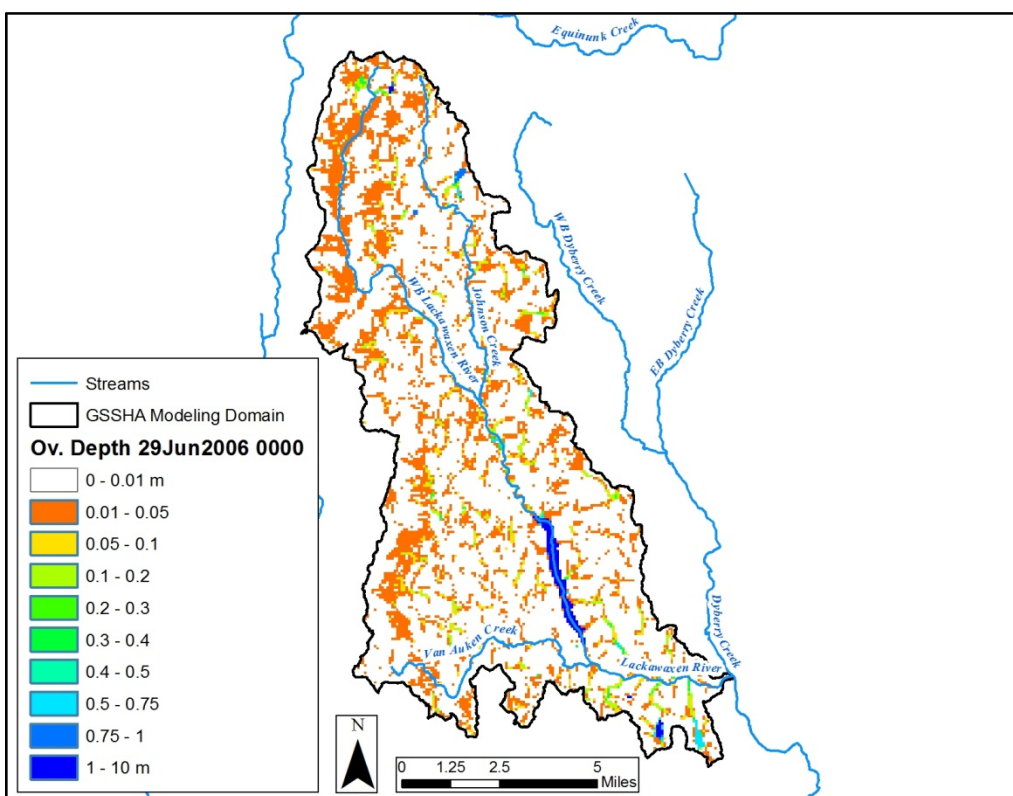 Equinunk Creek
WB Dyberry Creek
EB Dyberry Creek
WB Lackawaxen River
Johnson Creek
Streams
GSSHA Modeling Domain
Ov. Depth 29Jun2006 0000
0 - 0.01 m
0.01 - 0.05
0.05 - 0.1
0.1 - 0.2
0.2 - 0.3
0.3 - 0.4
0.4 - 0.5
0.5 - 0.75
0.75 - 1
1 - 10 m
Van Auken Creek
Lackawaxen River
Dyberry Creek
N
0 1.25 2.5 5
Miles